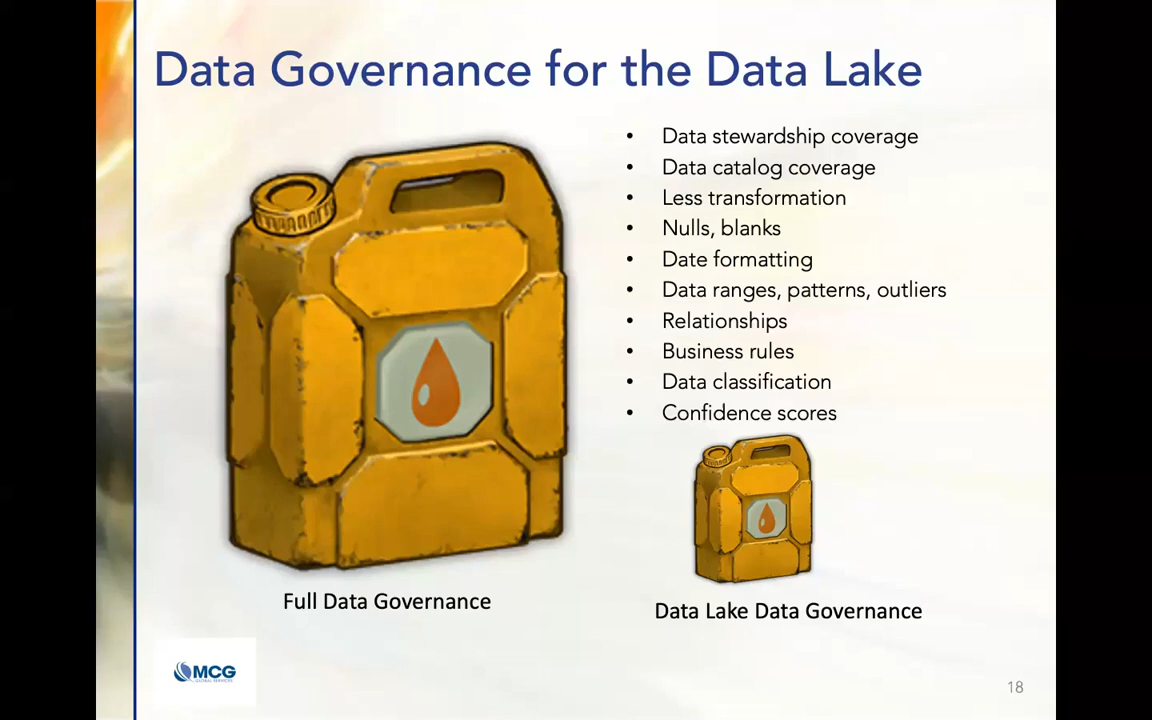 Data Governance for the Data Lake
• Data stewardship coverage
• Data catalog coverage
• Less transformation
• Nulls, blanks
• Date formatting
• Data ranges, patterns, outliers
• Relationships
• Business rules
• Data classification
• Confidence scores
Full Data Governance
Data Lake Data Governance
MCG
GLOBAL SERVICES
18